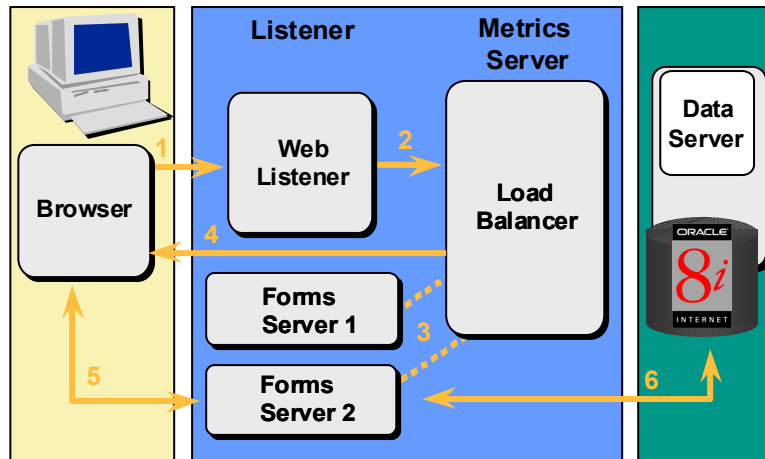 Listener
Metrics
Server
Data
Server
1
Web
Listener
2
Browser
Load
Balancer
4
ORACLE
8i
INTERNET
Forms
Server 1
3
5
Forms
Server 2
6